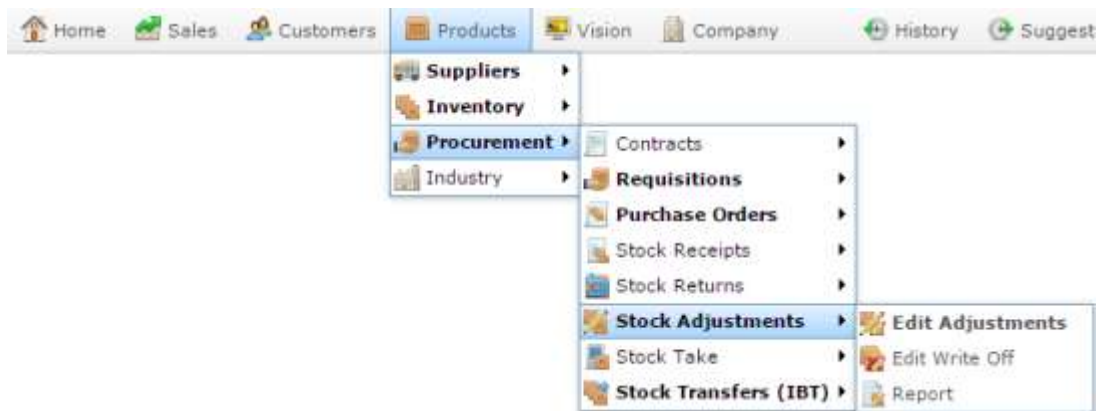 Home Sales Customers Products Vision Company History Suggest
Suppliers
Inventory
Procurement Contracts
Industry Requisitions
Purchase Orders
Stock Receipts
Stock Returns
Stock Adjustments Edit Adjustments
Stock Take Edit Write Off
Stock Transfers (IBT) Report